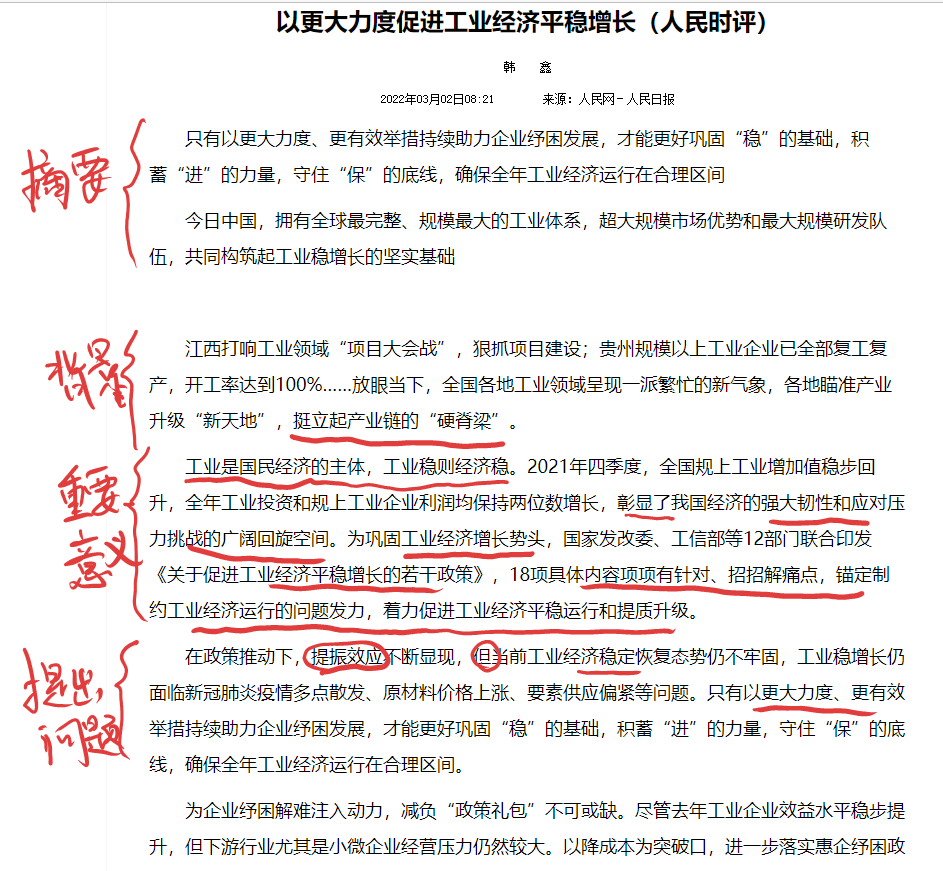 以更大力度促进工业经济平稳增长（人民时评）
韩 鑫
2022年03月02日08:21 来源：人民网－人民日报
摘要
只有以更大力度、更有效举措持续助力企业纾困发展，才能更好巩固“稳”的基础，积
蓄“进”的力量，守住“保”的底线，确保全年工业经济运行在合理区间
今日中国，拥有全球最完整、规模最大的工业体系，超大规模市场优势和最大规模研发队
伍，共同构筑起工业稳增长的坚实基础
背景
江西打响工业领域“项目大会战”，狠抓项目建设；贵州规模以上工业企业已全部复工复
产，开工率达到100%……放眼当下，全国各地工业领域呈现一派繁忙的新气象，各地瞄准产业
升级“新天地”，挺立起产业链的“硬脊梁”。
重要
意义
工业是国民经济的主体，工业稳则经济稳。2021年四季度，全国规上工业增加值稳步回
升，全年工业投资和规上工业企业利润均保持两位数增长，彰显了我国经济的强大韧性和应对压
力挑战的广阔回旋空间。为巩固工业经济增长势头，国家发改委、工信部等12部门联合印发
《关于促进工业经济平稳增长的若干政策》，18项具体内容项项有针对、招招解痛点，锚定制
约工业经济运行的问题发力，着力促进工业经济平稳运行和提质升级。
提出
问题
在政策推动下，提振效应不断显现，但当前工业经济稳定恢复态势仍不牢固，工业稳增长仍
面临新冠肺炎疫情多点散发、原材料价格上涨、要素供应偏紧等问题。只有以更大力度、更有效
举措持续助力企业纾困发展，才能更好巩固“稳”的基础，积蓄“进”的力量，守住“保”的底
线，确保全年工业经济运行在合理区间。
为企业纾困解难注入动力，减负“政策礼包”不可或缺。尽管去年工业企业效益水平稳步提
升，但下游行业尤其是小微企业经营压力仍然较大。以降成本为突破口，进一步落实惠企纾困政